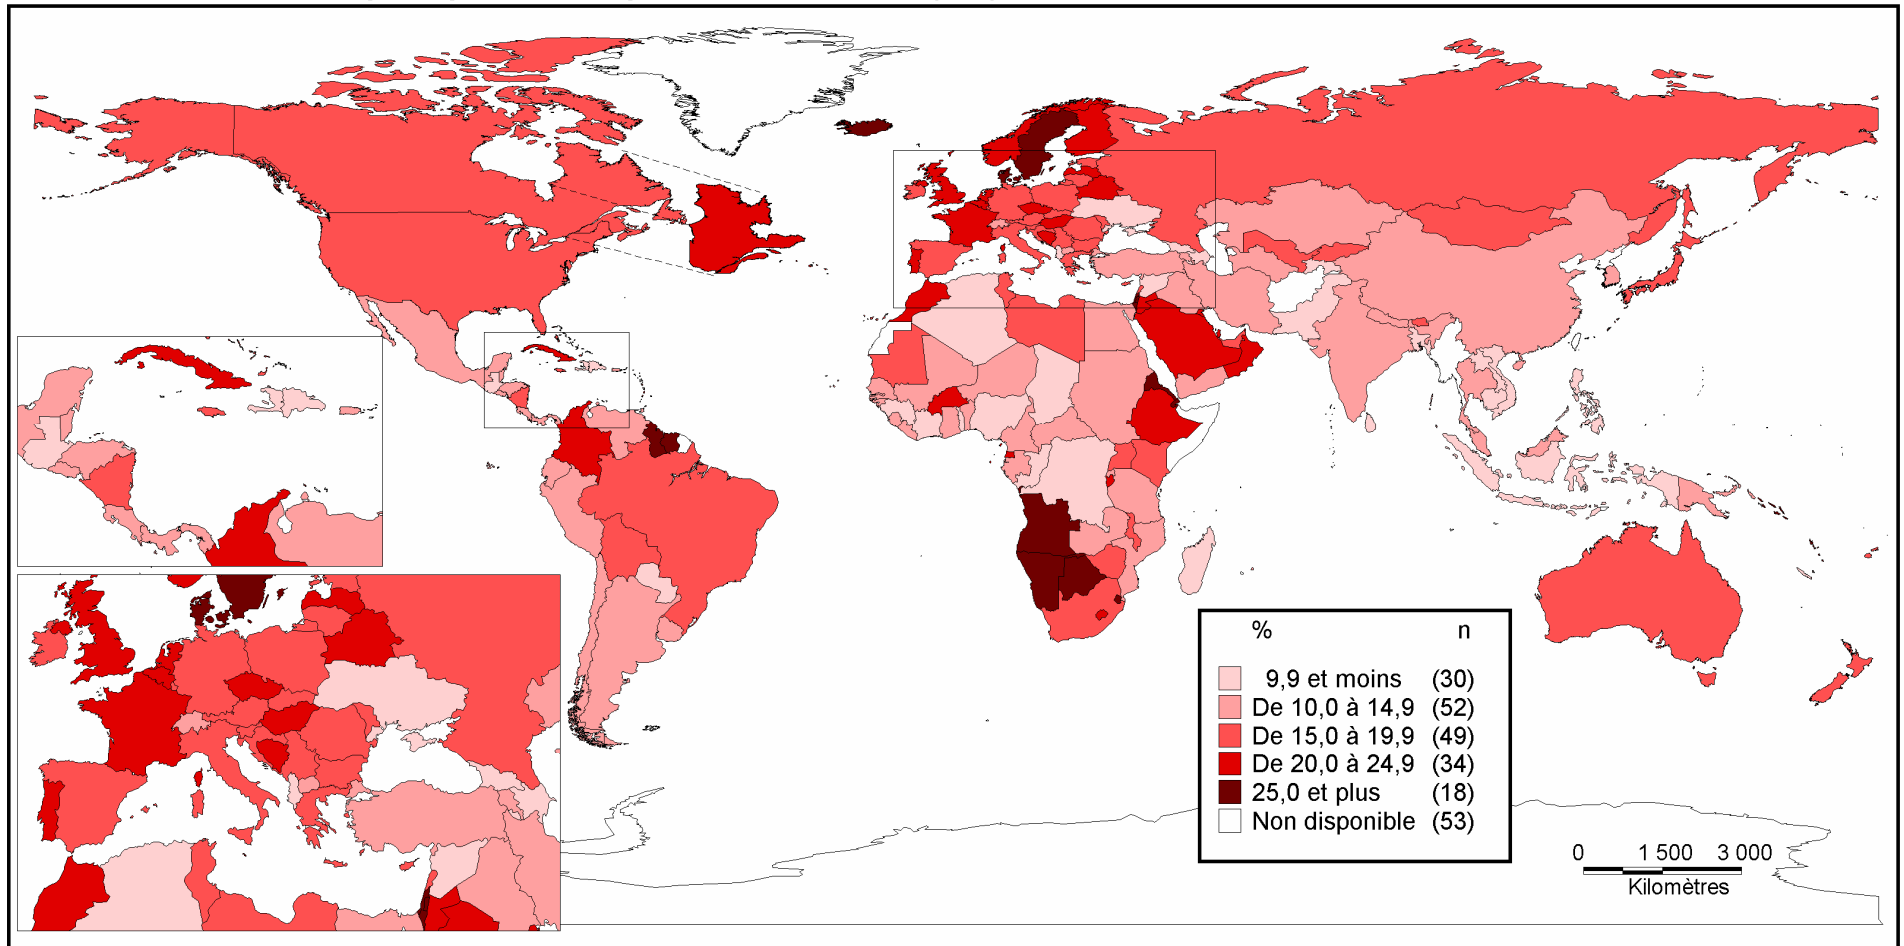 % n
9,9 et moins (30)
De 10,0 à 14,9 (52)
De 15,0 à 19,9 (49)
De 20,0 à 24,9 (34)
25,0 et plus (18)
Non disponible (53)
0 1 500 3 000
Kilomètres